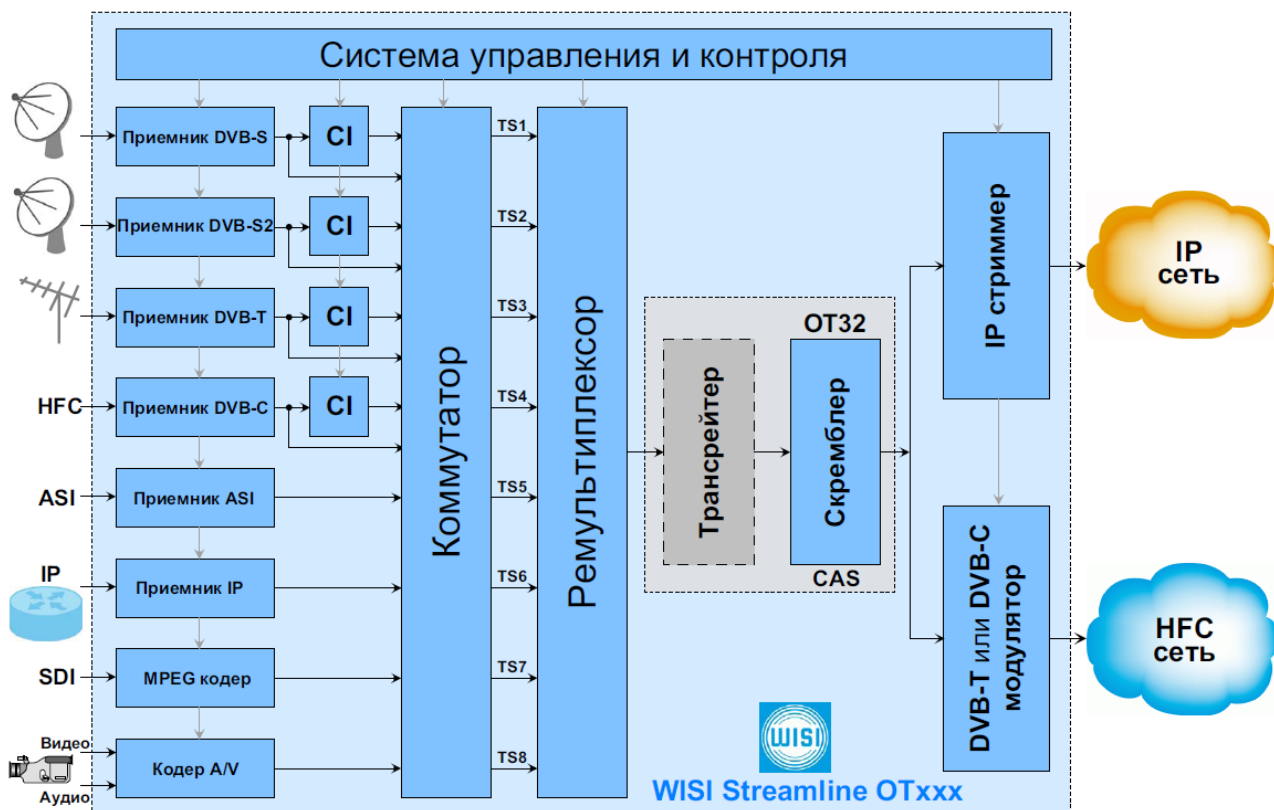 Система управления и контроля
Приемник DVB-S
CI
TS1
Приемник DVB-S2
CI
TS2
Приемник DVB-T
CI
TS3
HFC
Приемник DVB-C
CI
TS4
ASI
Приемник ASI
TS5
IP
Приемник IP
TS6
SDI
MPEG кодер
TS7
Видео
Аудио
Кодер A/V
TS8
Коммутатор
Ремультиплексор
OT32
Трансрейтер
Скремблер
CAS
IP стример
IP
сеть
DVB-T или DVB-C
модулятор
HFC
сеть
WISI
WISI Streamline OTxxx